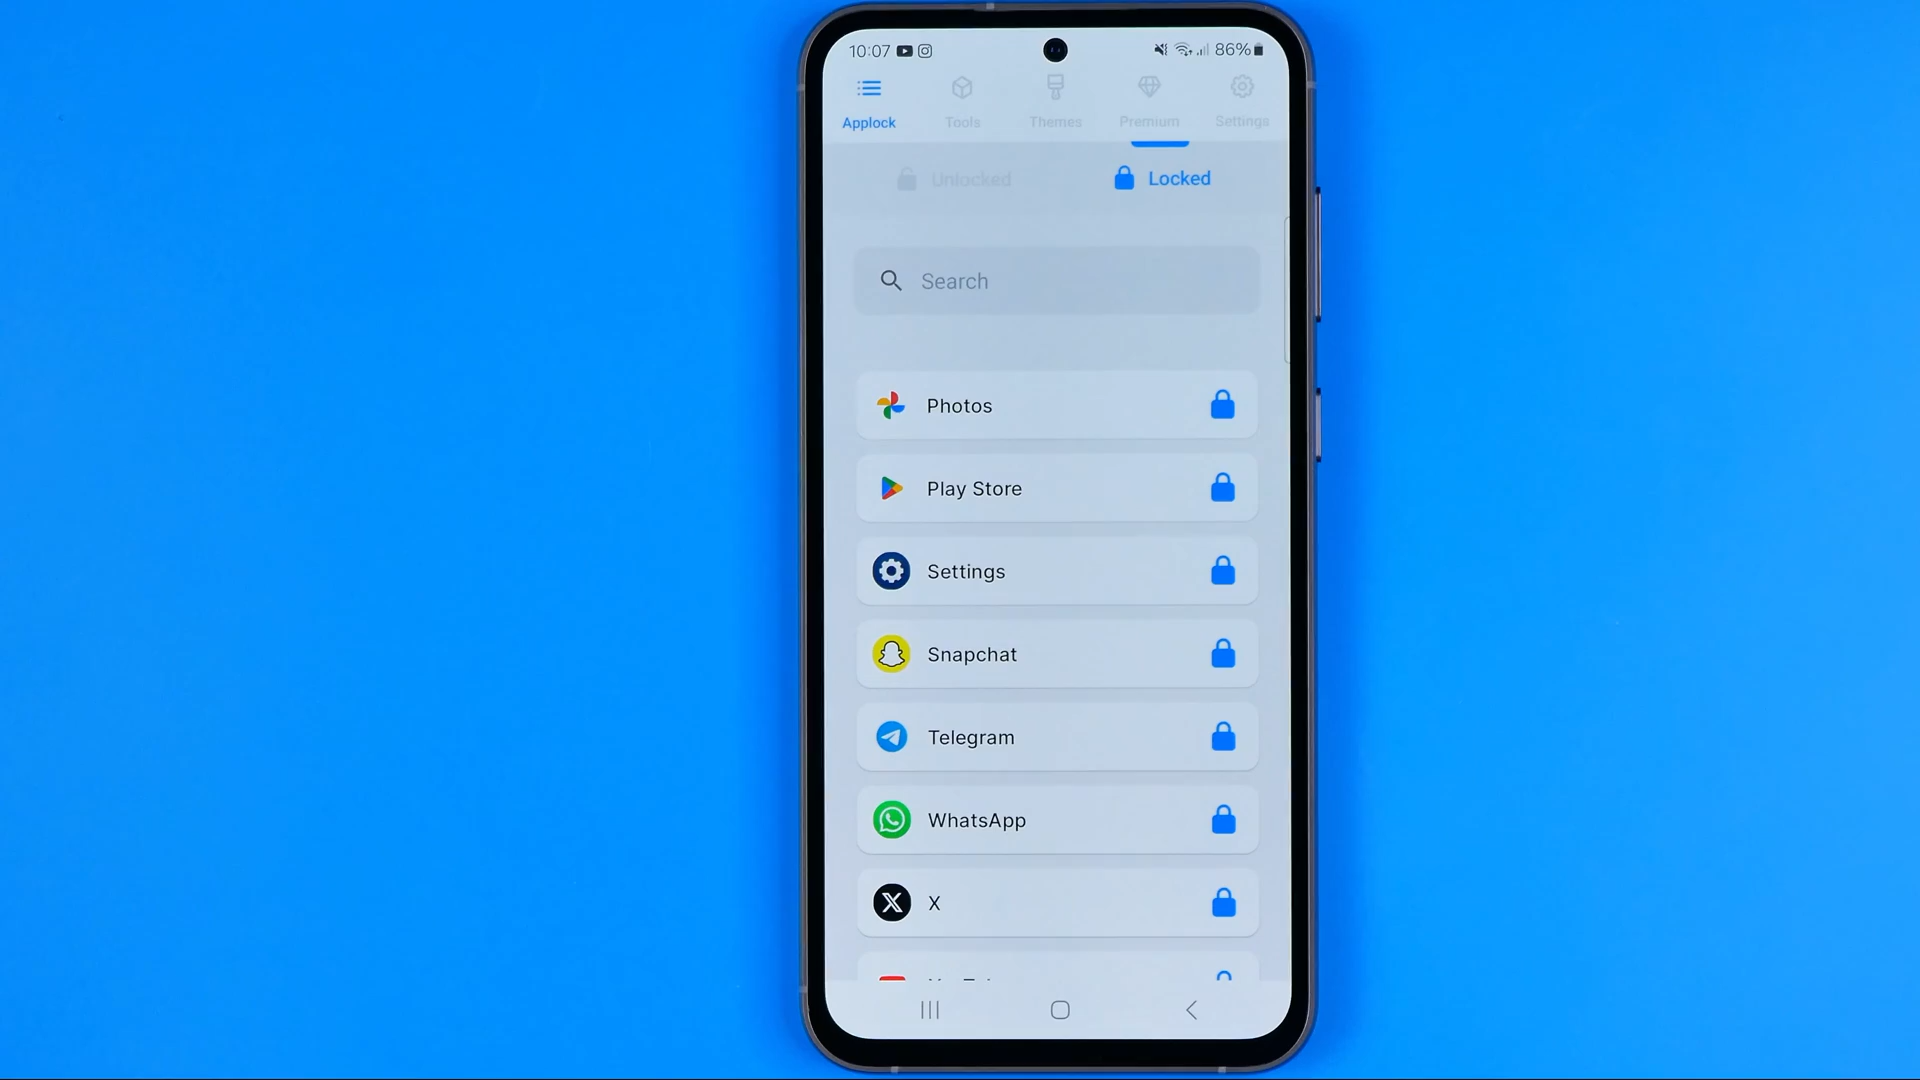 10:07 86%
Applock Tools Themes Premium Settings
Unlocked Locked
Search
Photos
Play Store
Settings
Snapchat
Telegram
WhatsApp
X